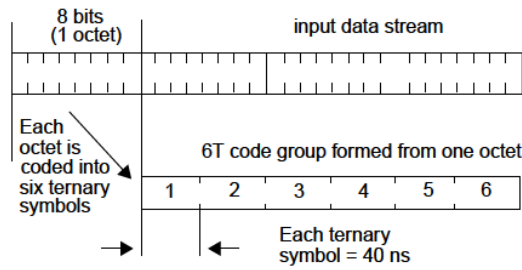 8 bits
(1 octet)
input data stream
Each
octet is
coded into
six ternary
symbols
6T code group formed from one octet
1 2 3 4 5 6
Each ternary
symbol = 40 ns